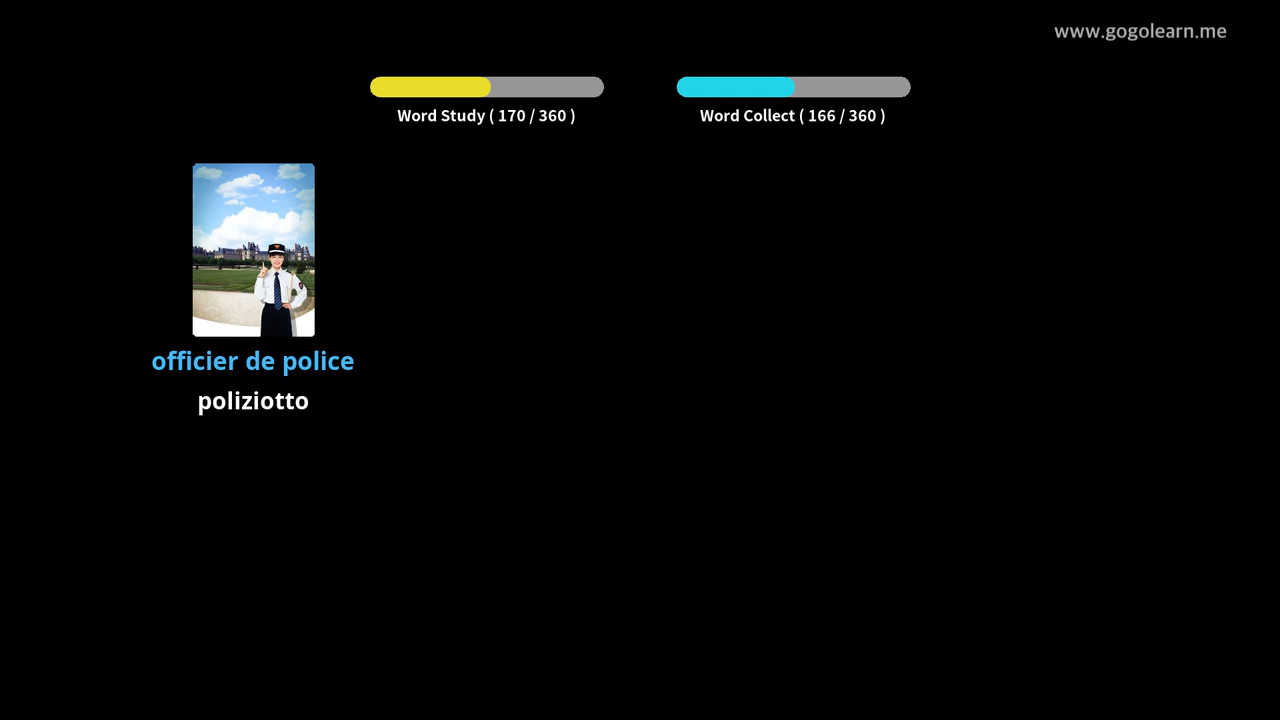 www.gogolearn.me
Word Study ( 170 / 360 )
Word Collect ( 166 / 360 )
officier de police
poliziotto